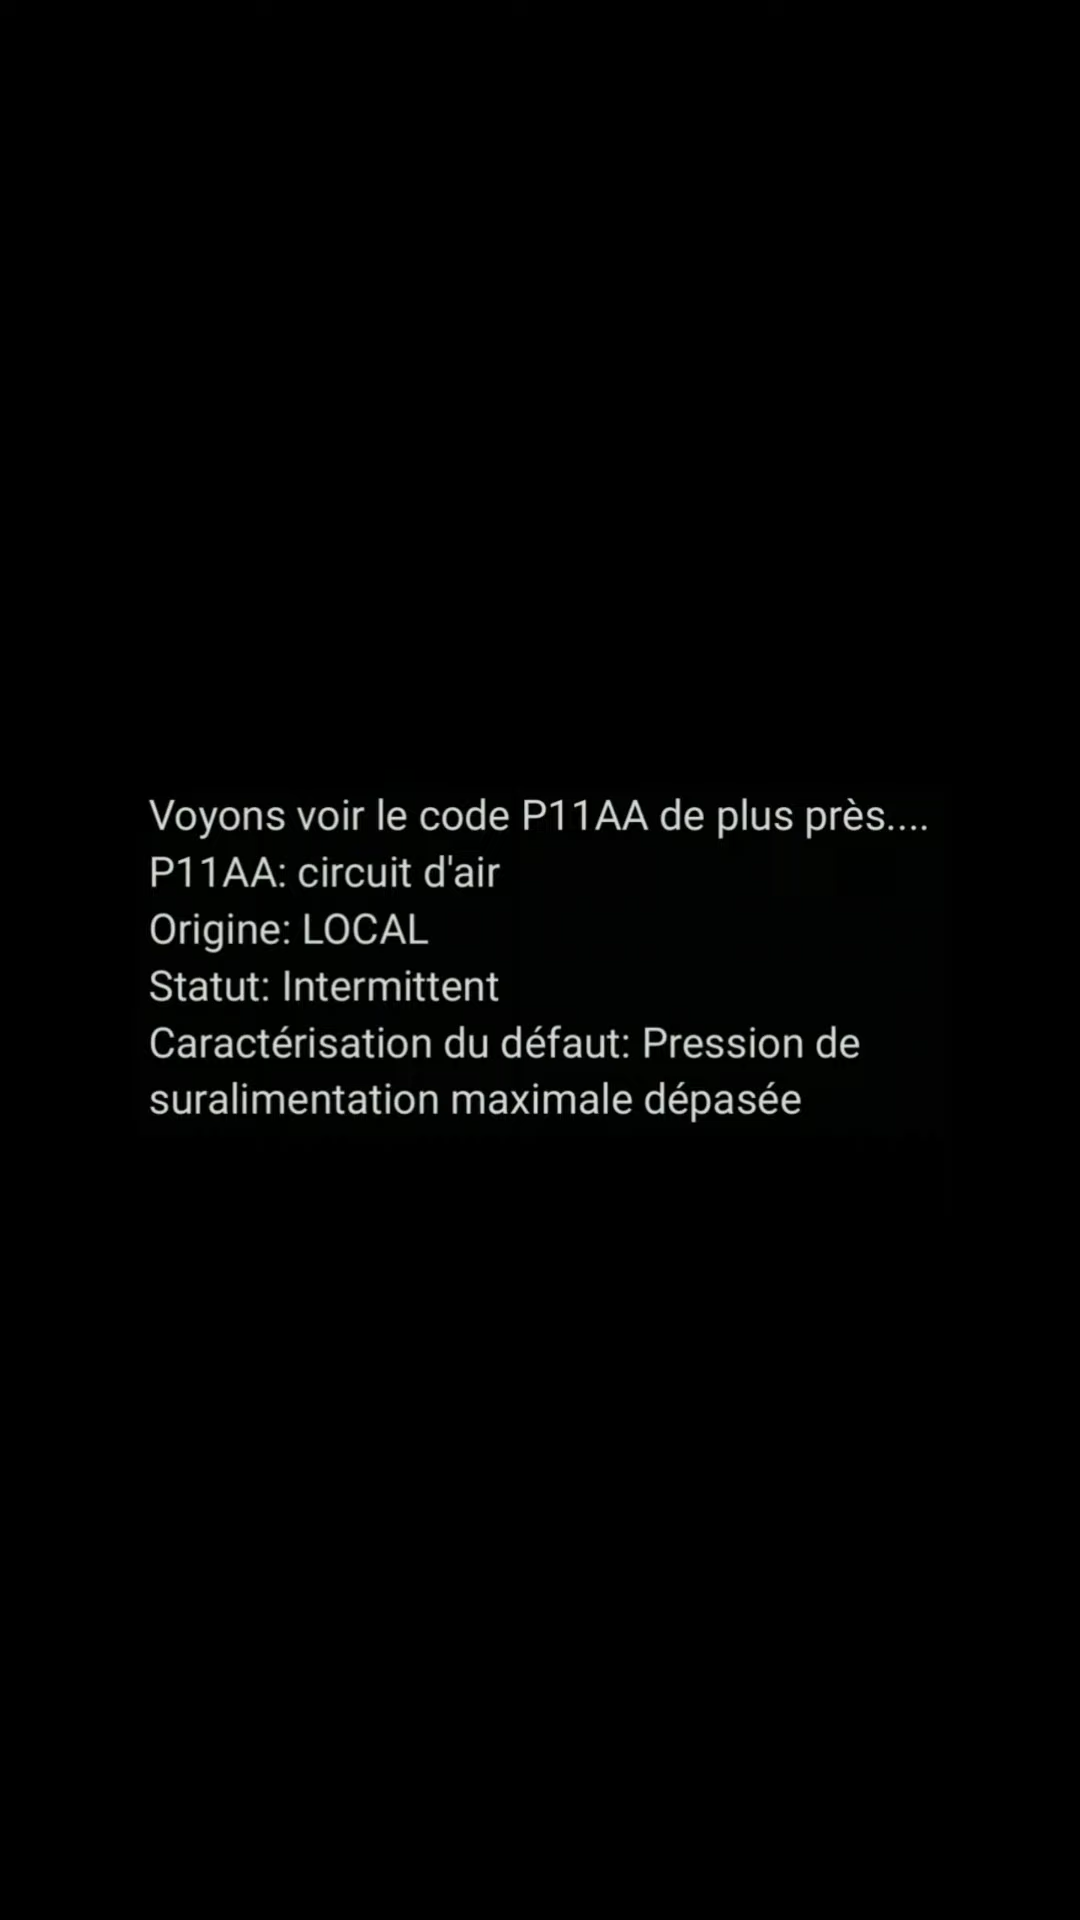 Voyons voir le code P11AA de plus près....
P11AA: circuit d'air
Origine: LOCAL
Statut: Intermittent
Caractérisation du défaut: Pression de
suralimentation maximale dépasée